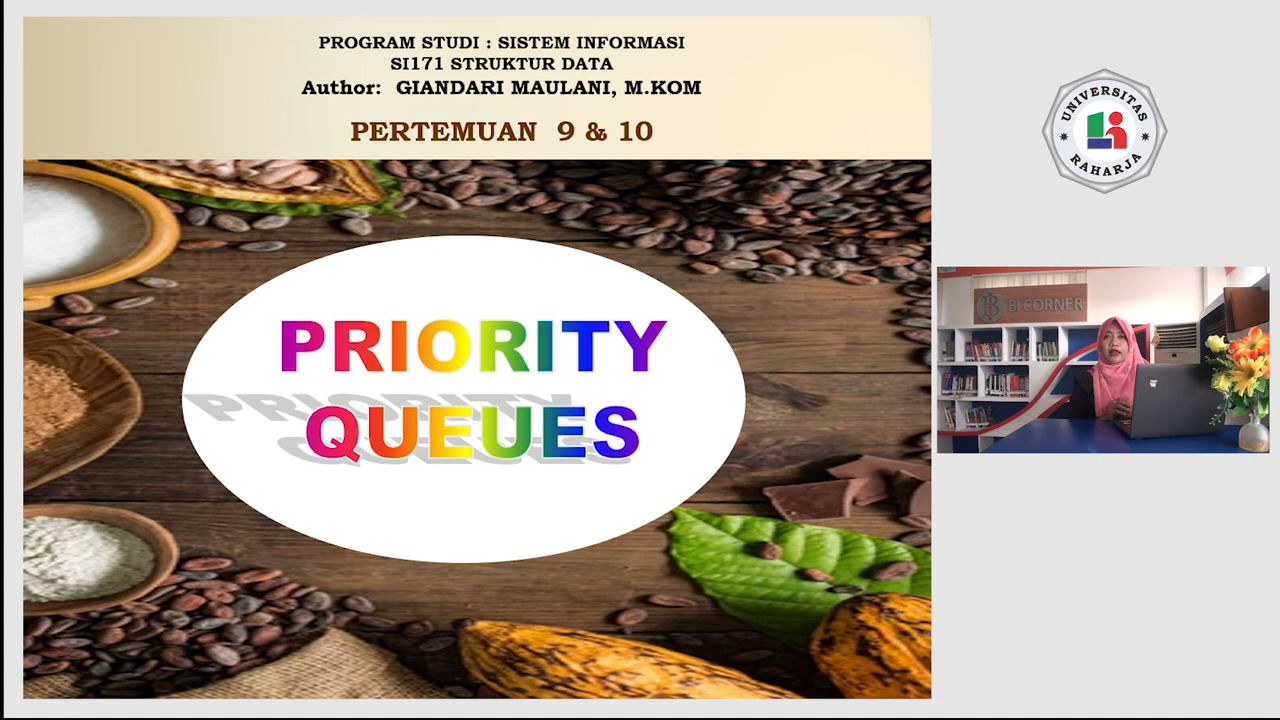 PROGRAM STUDI : SISTEM INFORMASI
SI171 STRUKTUR DATA
Author: GIANDARI MAULANI, M.KOM
PERTEMUAN 9 & 10
PRIORITY
QUEUES
UNIVERSITAS
RAHARJA
BI CORNER